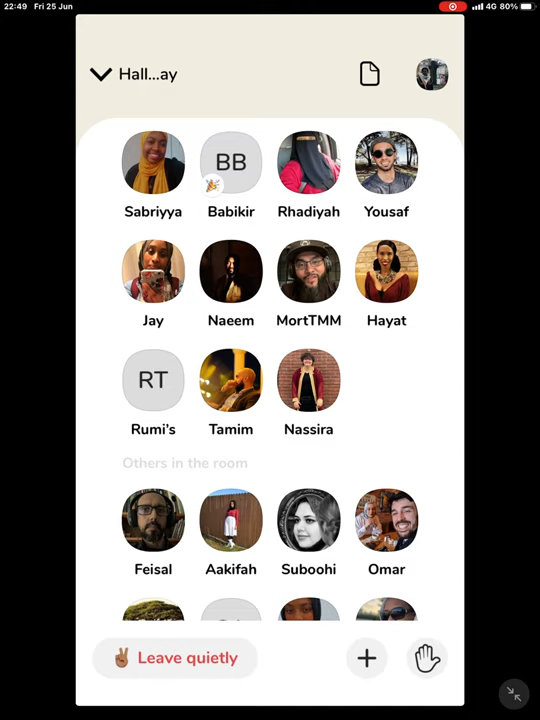 22:49 Fri 25 Jun 4G 80%
Hall...ay
BB
Sabriyya Babikir Rhadiyah Yousaf
Jay Naeem MortTMM Hayat
RT
Rumi's Tamim Nassira
Others in the room
Feisal Aakifah Suboohi Omar
Leave quietly